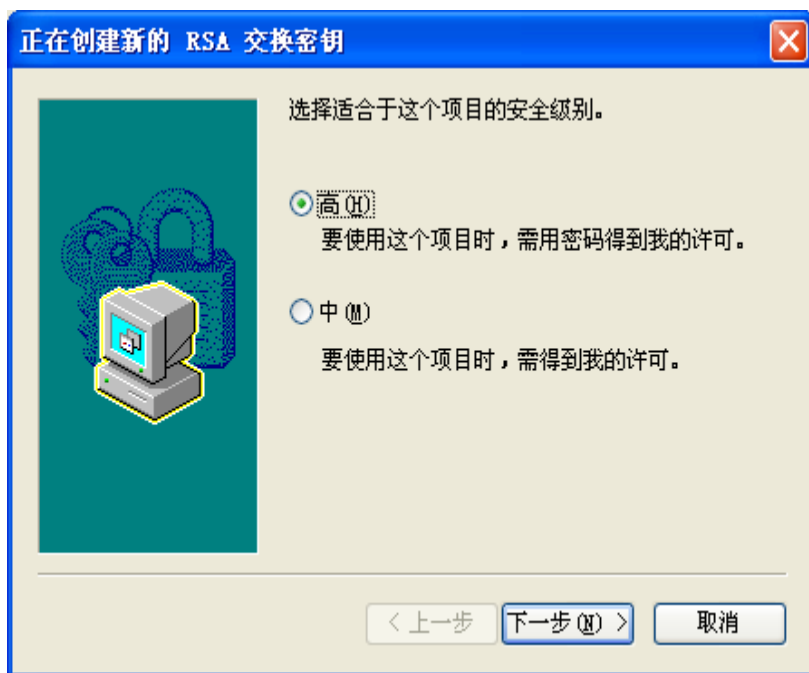 正在创建新的 RSA 交换密钥
选择适合于这个项目的安全级别。
高(H)
要使用这个项目时，需用密码得到我的许可。
中(M)
要使用这个项目时，需得到我的许可。
< 上一步 下一步(N) > 取消